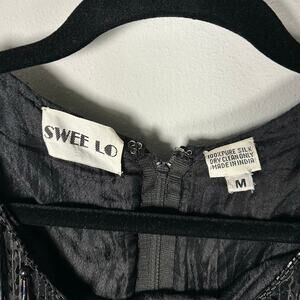 SWEE LO
100% PURE SILK
DRY CLEAN ONLY
MADE IN INDIA
M